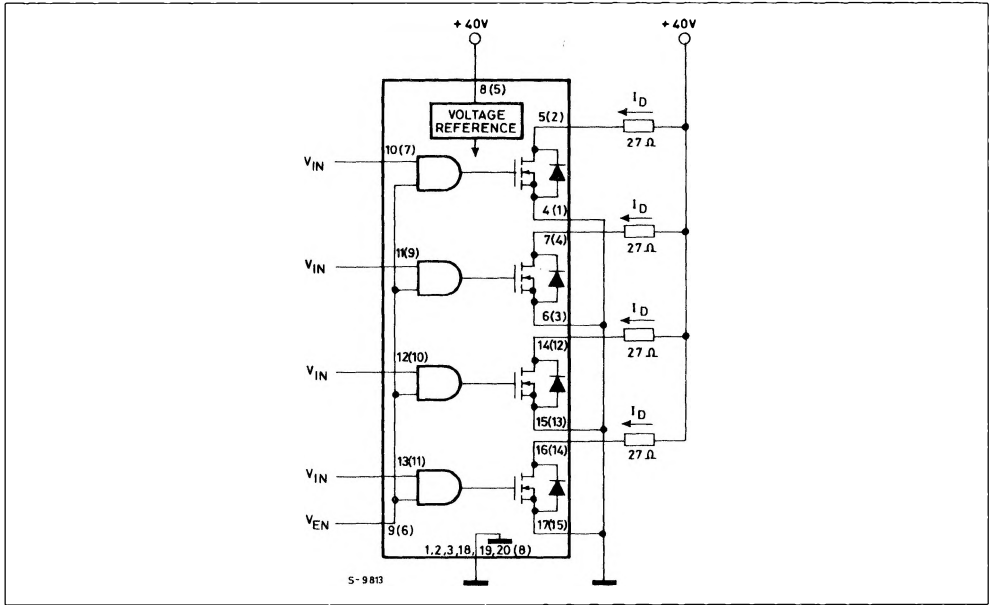 +40V
+40V
8(5)
VOLTAGE
REFERENCE
5(2)
I_D
27 Ω
10(7)
V_IN
4(1)
I_D
7(4)
27 Ω
11(9)
V_IN
6(3)
I_D
14(12)
27 Ω
12(10)
V_IN
15(13)
I_D
16(14)
27 Ω
13(11)
V_IN
17(15)
V_EN
9(6)
1,2,3,18, 19,20(8)
S-9813